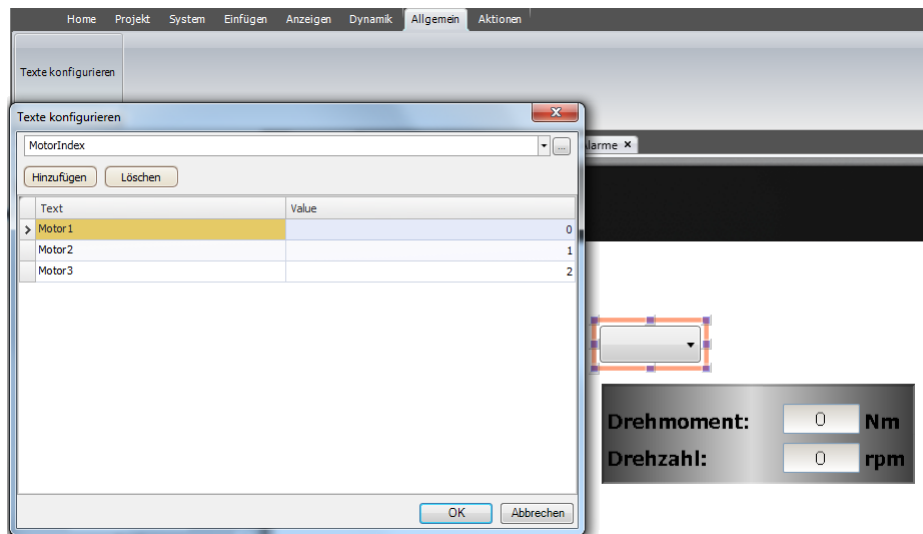 Home Projekt System Einfügen Anzeigen Dynamik Allgemein Aktionen
Texte konfigurieren
Texte konfigurieren
MotorIndex
...
Hinzufügen Löschen
Text Value
Motor1 0
Motor2 1
Motor3 2
OK Abbrechen
larme
Drehmoment: 0 Nm
Drehzahl: 0 rpm